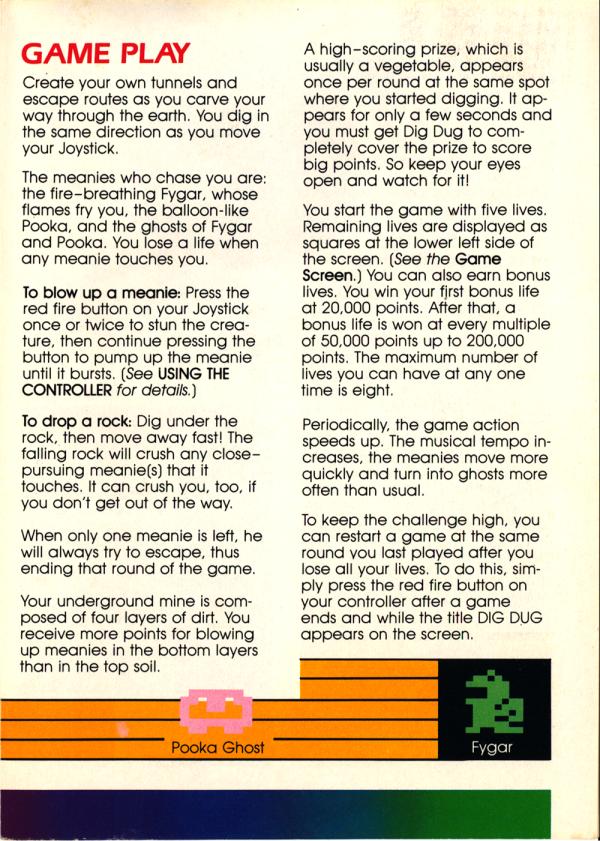 GAME PLAY
Create your own tunnels and
escape routes as you carve your
way through the earth. You dig in
the same direction as you move
your Joystick.
The meanies who chase you are:
the fire-breathing Fygar, whose
flames fry you, the balloon-like
Pooka, and the ghosts of Fygar
and Pooka. You lose a life when
any meanie touches you.
To blow up a meanie: Press the
red fire button on your Joystick
once or twice to stun the crea-
ture, then continue pressing the
button to pump up the meanie
until it bursts. (See USING THE
CONTROLLER for details.)
To drop a rock: Dig under the
rock, then move away fast! The
falling rock will crush any close-
pursuing meanie(s) that it
touches. It can crush you, too, if
you don't get out of the way.
When only one meanie is left, he
will always try to escape, thus
ending that round of the game.
Your underground mine is com-
posed of four layers of dirt. You
receive more points for blowing
up meanies in the bottom layers
than in the top soil.
A high-scoring prize, which is
usually a vegetable, appears
once per round at the same spot
where you started digging. It ap-
pears for only a few seconds and
you must get Dig Dug to com-
pletely cover the prize to score
big points. So keep your eyes
open and watch for it!
You start the game with five lives.
Remaining lives are displayed as
squares at the lower left side of
the screen. (See the Game
Screen.) You can also earn bonus
lives. You win your first bonus life
at 20,000 points. After that, a
bonus life is won at every multiple
of 50,000 points up to 200,000
points. The maximum number of
lives you can have at any one
time is eight.
Periodically, the game action
speeds up. The musical tempo in-
creases, the meanies move more
quickly and turn into ghosts more
often than usual.
To keep the challenge high, you
can restart a game at the same
round you last played after you
lose all your lives. To do this, sim-
ply press the red fire button on
your controller after a game
ends and while the title DIG DUG
appears on the screen.
Pooka Ghost
Fygar